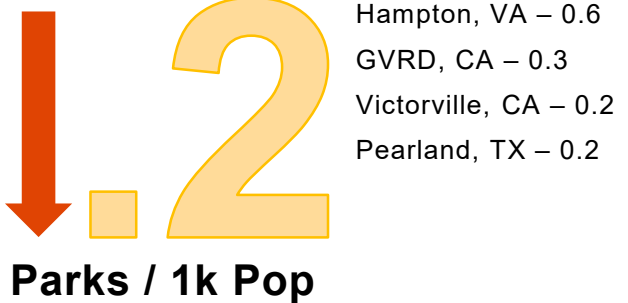 .2
Parks / 1k Pop
Hampton, VA – 0.6
GVRD, CA – 0.3
Victorville, CA – 0.2
Pearland, TX – 0.2